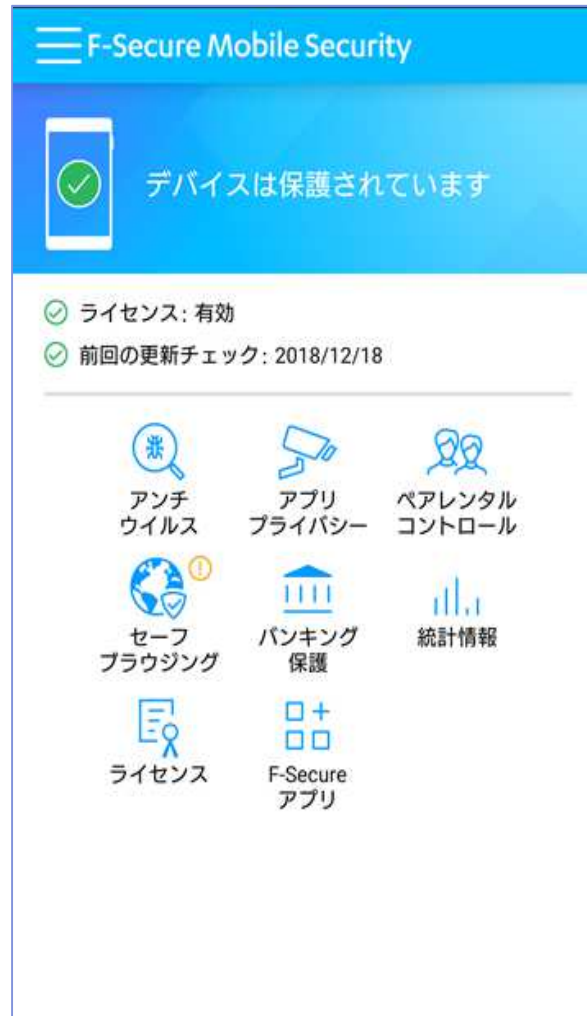 F-Secure Mobile Security
デバイスは保護されています
ライセンス: 有効
前回の更新チェック: 2018/12/18
アンチ
ウイルス
アプリ
プライバシー
ペアレンタル
コントロール
セーフ
ブラウジング
バンキング
保護
統計情報
ライセンス
F-Secure
アプリ